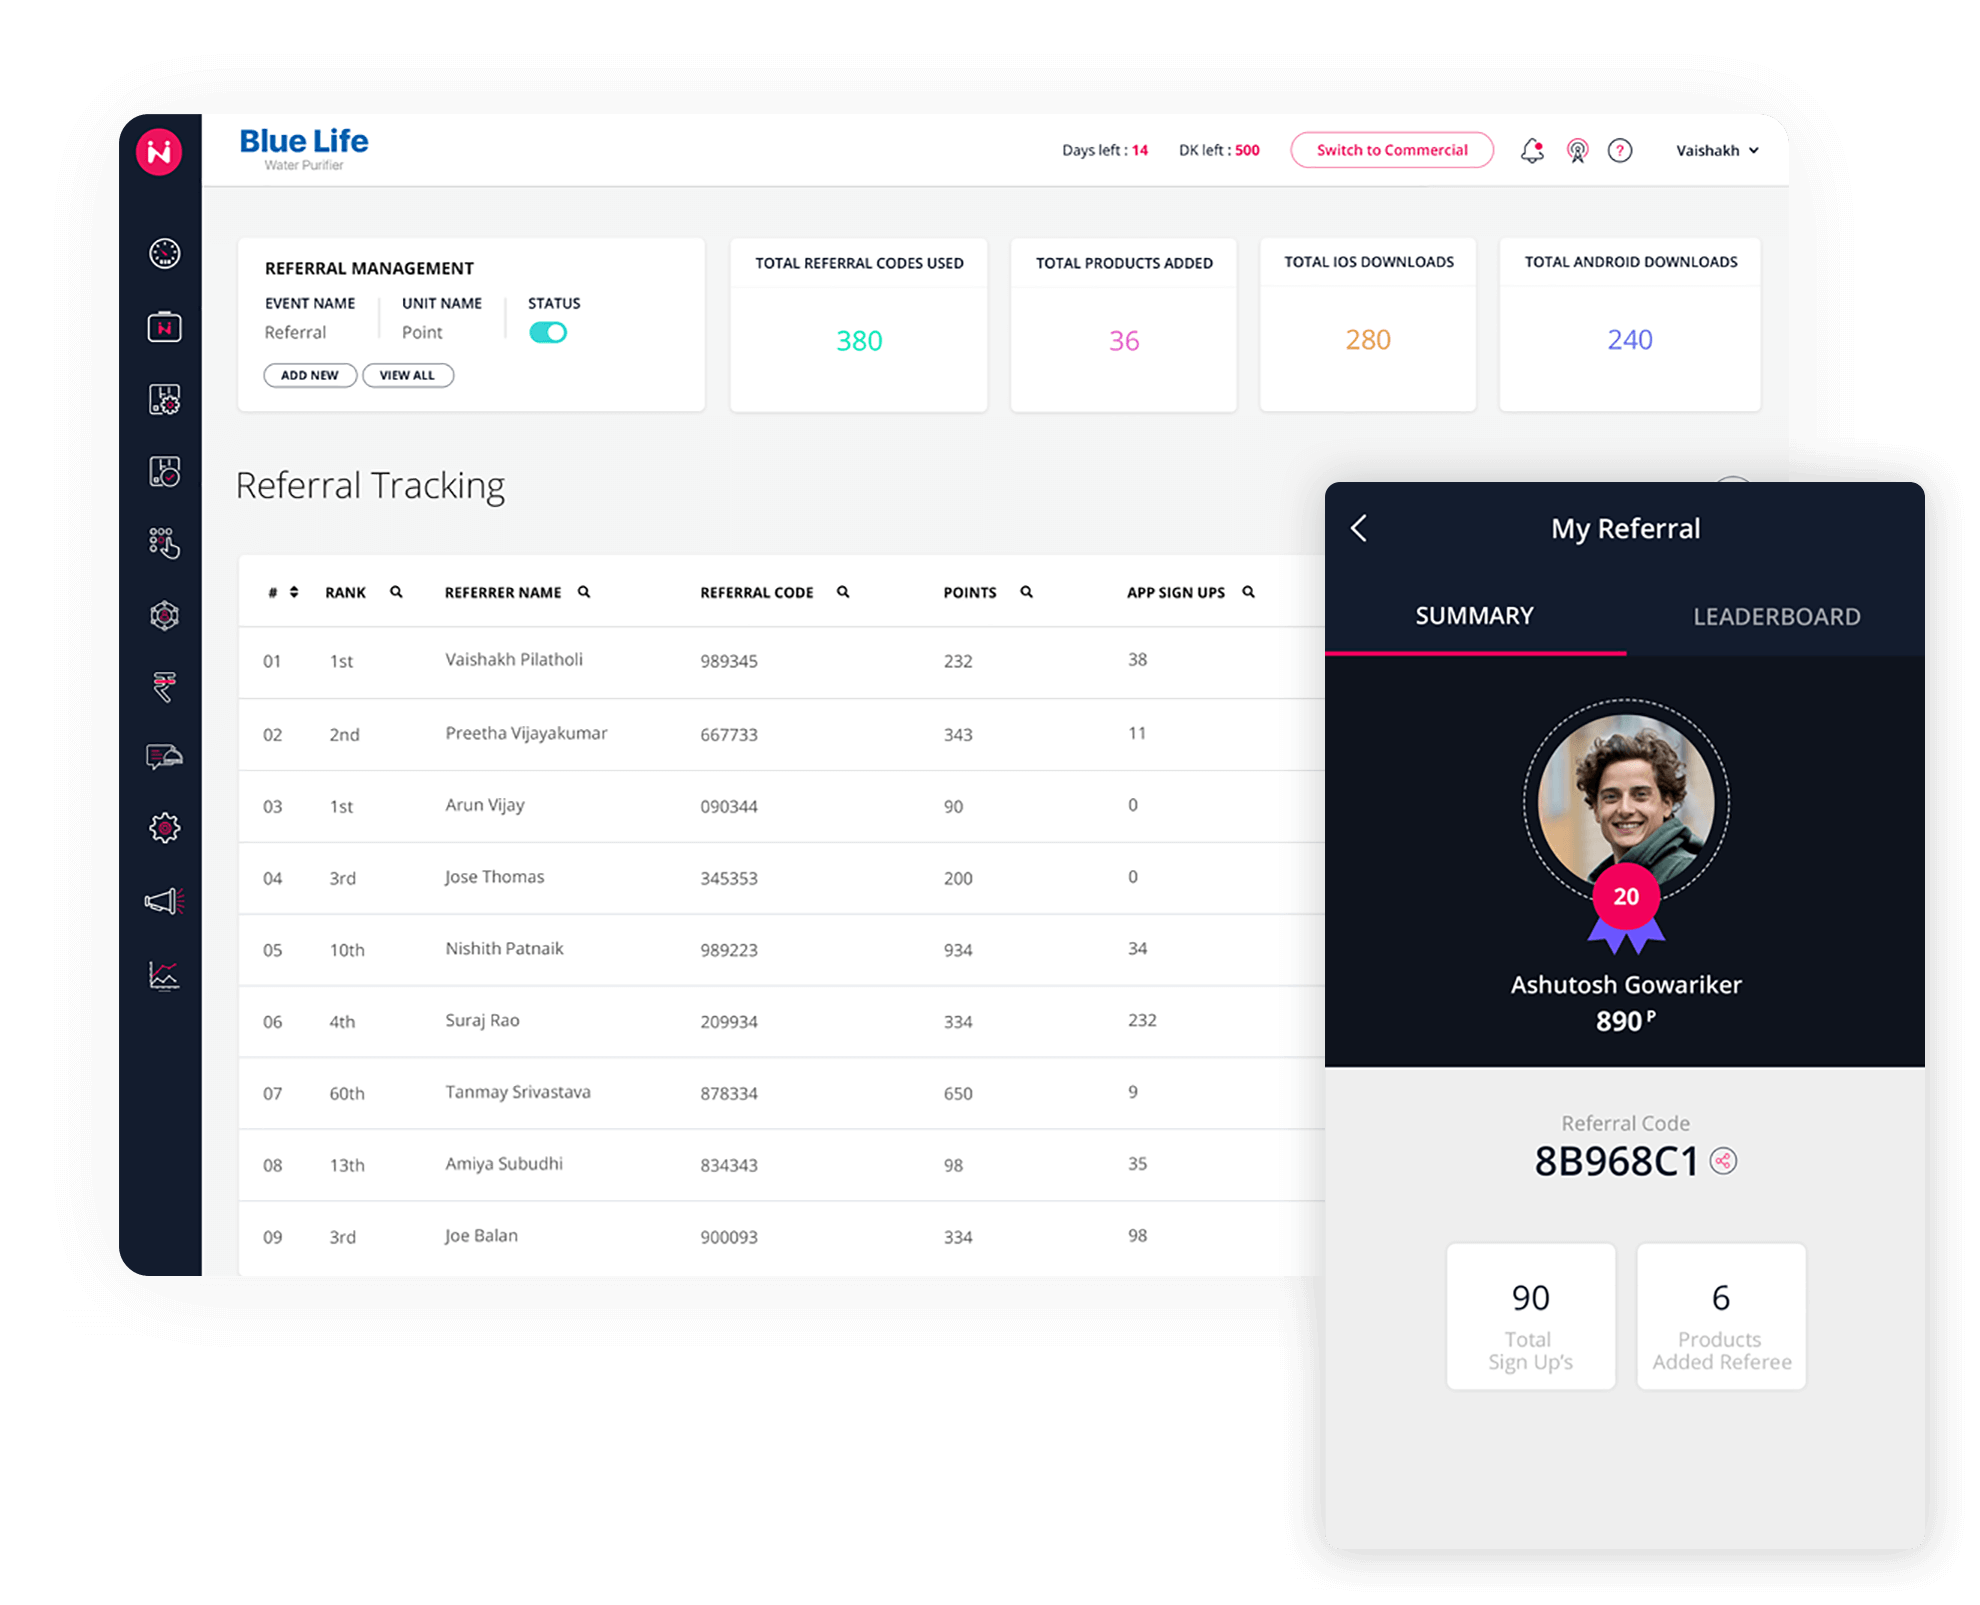 Blue Life
Water Purifier
Days left : 14 DK left : 500 Switch to Commercial ? Vaishakh
REFERRAL MANAGEMENT
EVENT NAME UNIT NAME STATUS
Referral Point
ADD NEW VIEW ALL
TOTAL REFERRAL CODES USED
380
TOTAL PRODUCTS ADDED
36
TOTAL IOS DOWNLOADS
280
TOTAL ANDROID DOWNLOADS
240
Referral Tracking
# RANK REFERRER NAME REFERRAL CODE POINTS APP SIGN UPS
01 1st Vaishakh Pilatholi 989345 232 38
02 2nd Preetha Vijayakumar 667733 343 11
03 1st Arun Vijay 090344 90 0
04 3rd Jose Thomas 345353 200 0
05 10th Nishith Patnaik 989223 934 34
06 4th Suraj Rao 209934 334 232
07 60th Tanmay Srivastava 878334 650 9
08 13th Amiya Subudhi 834343 98 35
09 3rd Joe Balan 900093 334 98
My Referral
SUMMARY LEADERBOARD
20
Ashutosh Gowariker
890 P
Referral Code
8B968C1
90
Total
Sign Up's
6
Products
Added Referee